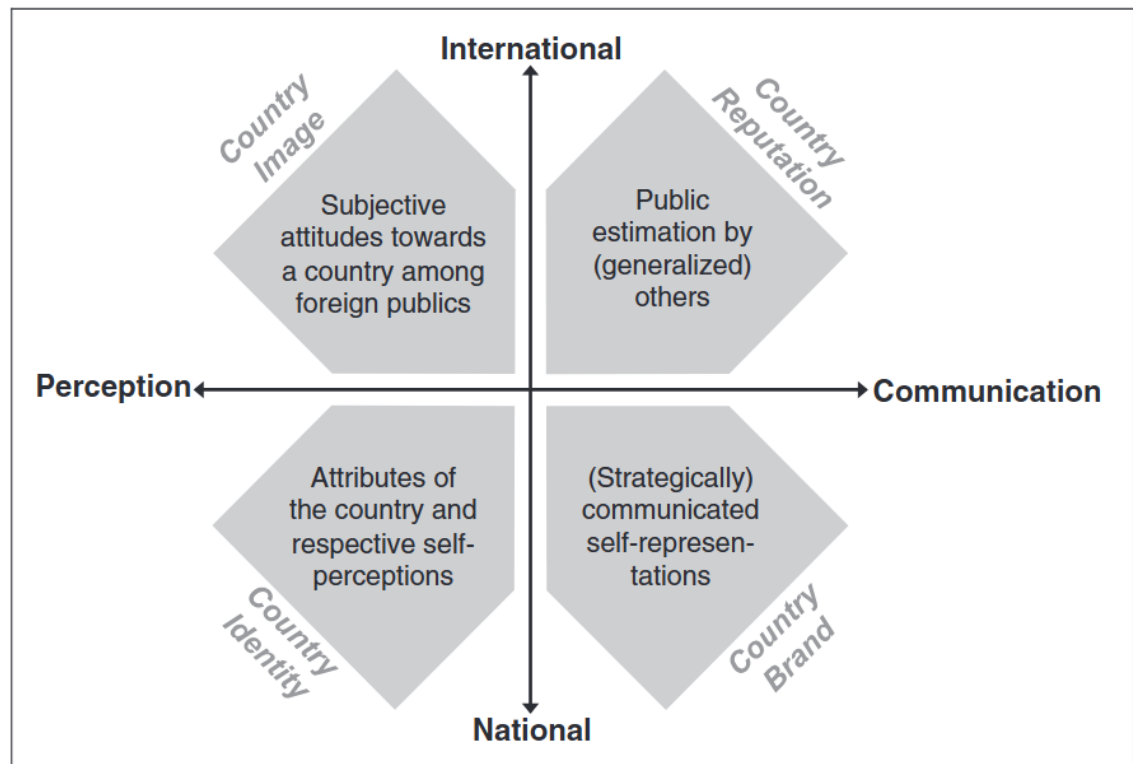 International
Country
Image
Country
Reputation
Subjective
attitudes towards
a country among
foreign publics
Public
estimation by
(generalized)
others
Perception
Communication
Attributes of
the country and
respective self-
perceptions
(Strategically)
communicated
self-represen-
tations
Country
Identity
Country
Brand
National